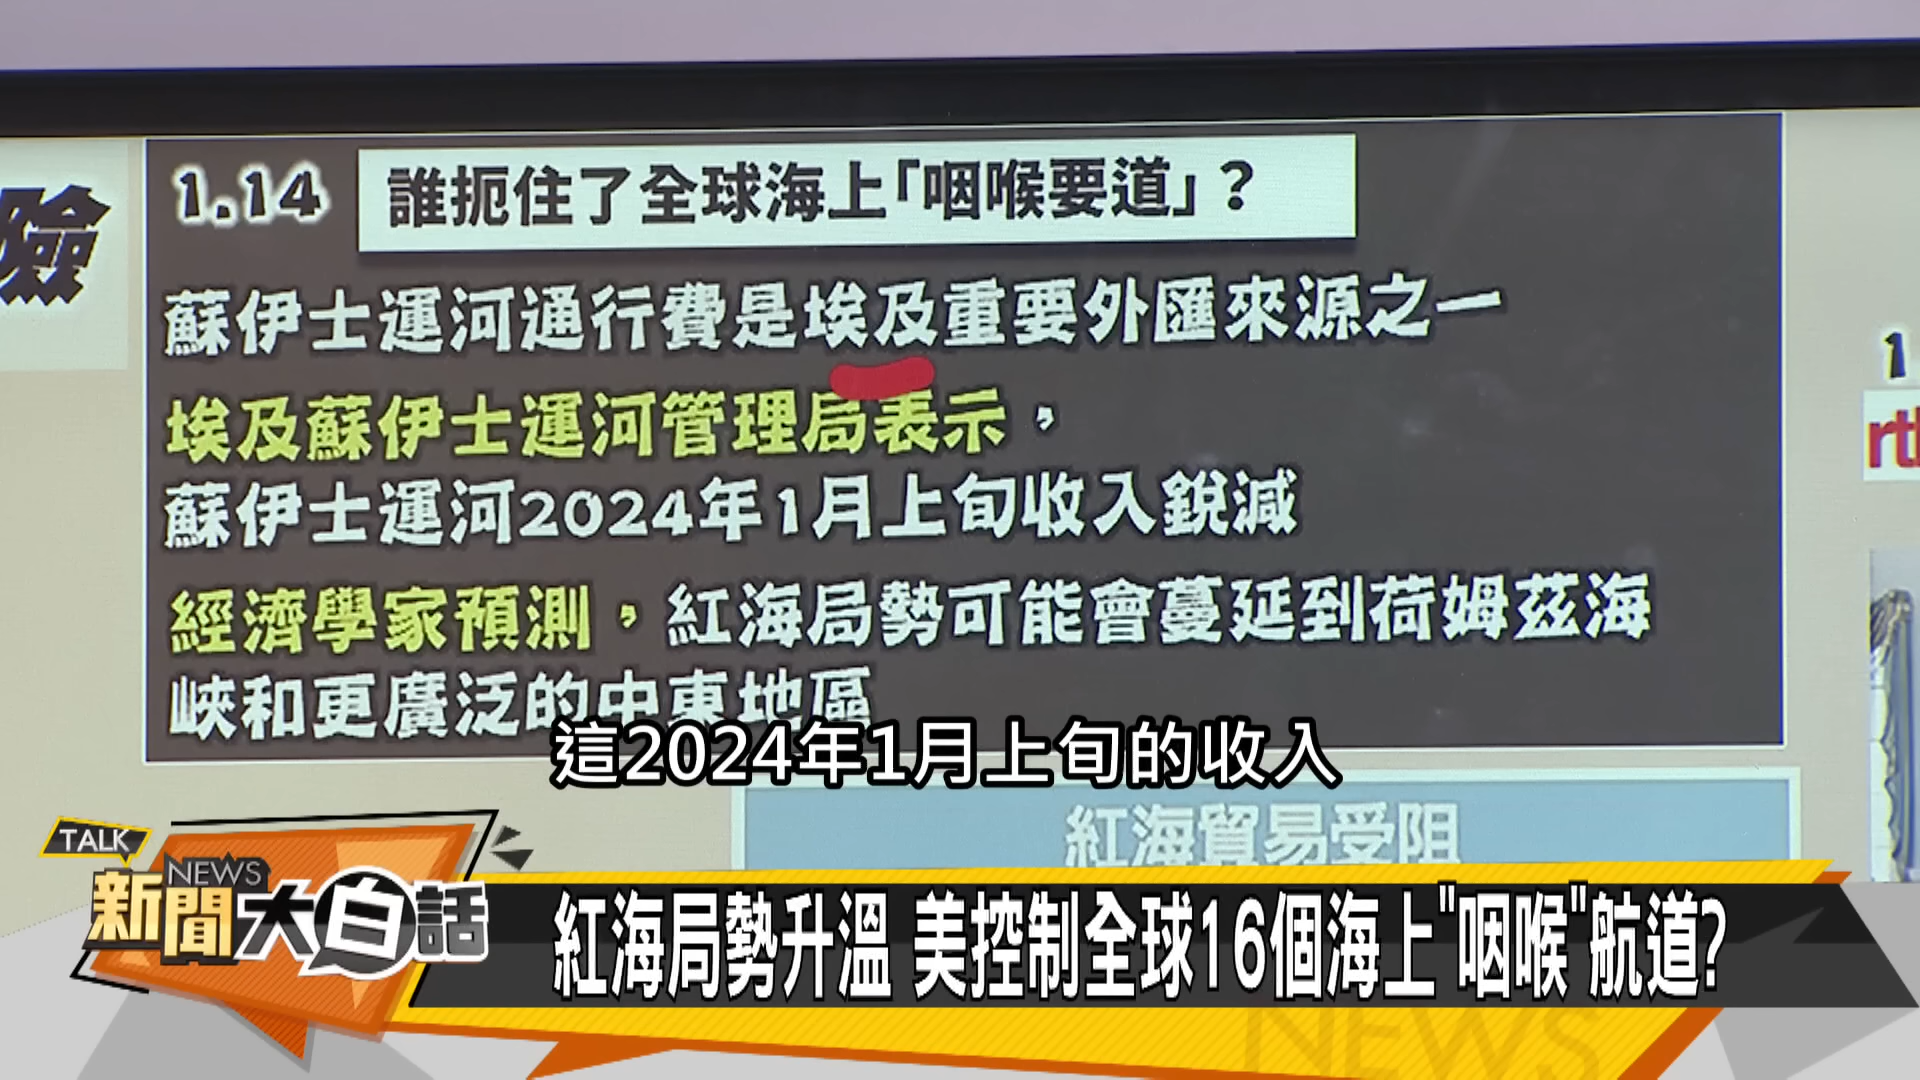 險
1.14 誰扼住了全球海上「咽喉要道」？
蘇伊士運河通行費是埃及重要外匯來源之一
埃及蘇伊士運河管理局表示，
蘇伊士運河2024年1月上旬收入銳減
經濟學家預測，紅海局勢可能會蔓延到荷姆茲海
峽和更廣泛的中東地區
1
rt
這2024年1月上旬的收入
紅海貿易受阻
TALK
NEWS
新聞大白話
紅海局勢升溫 美控制全球16個海上"咽喉"航道?
NEWS